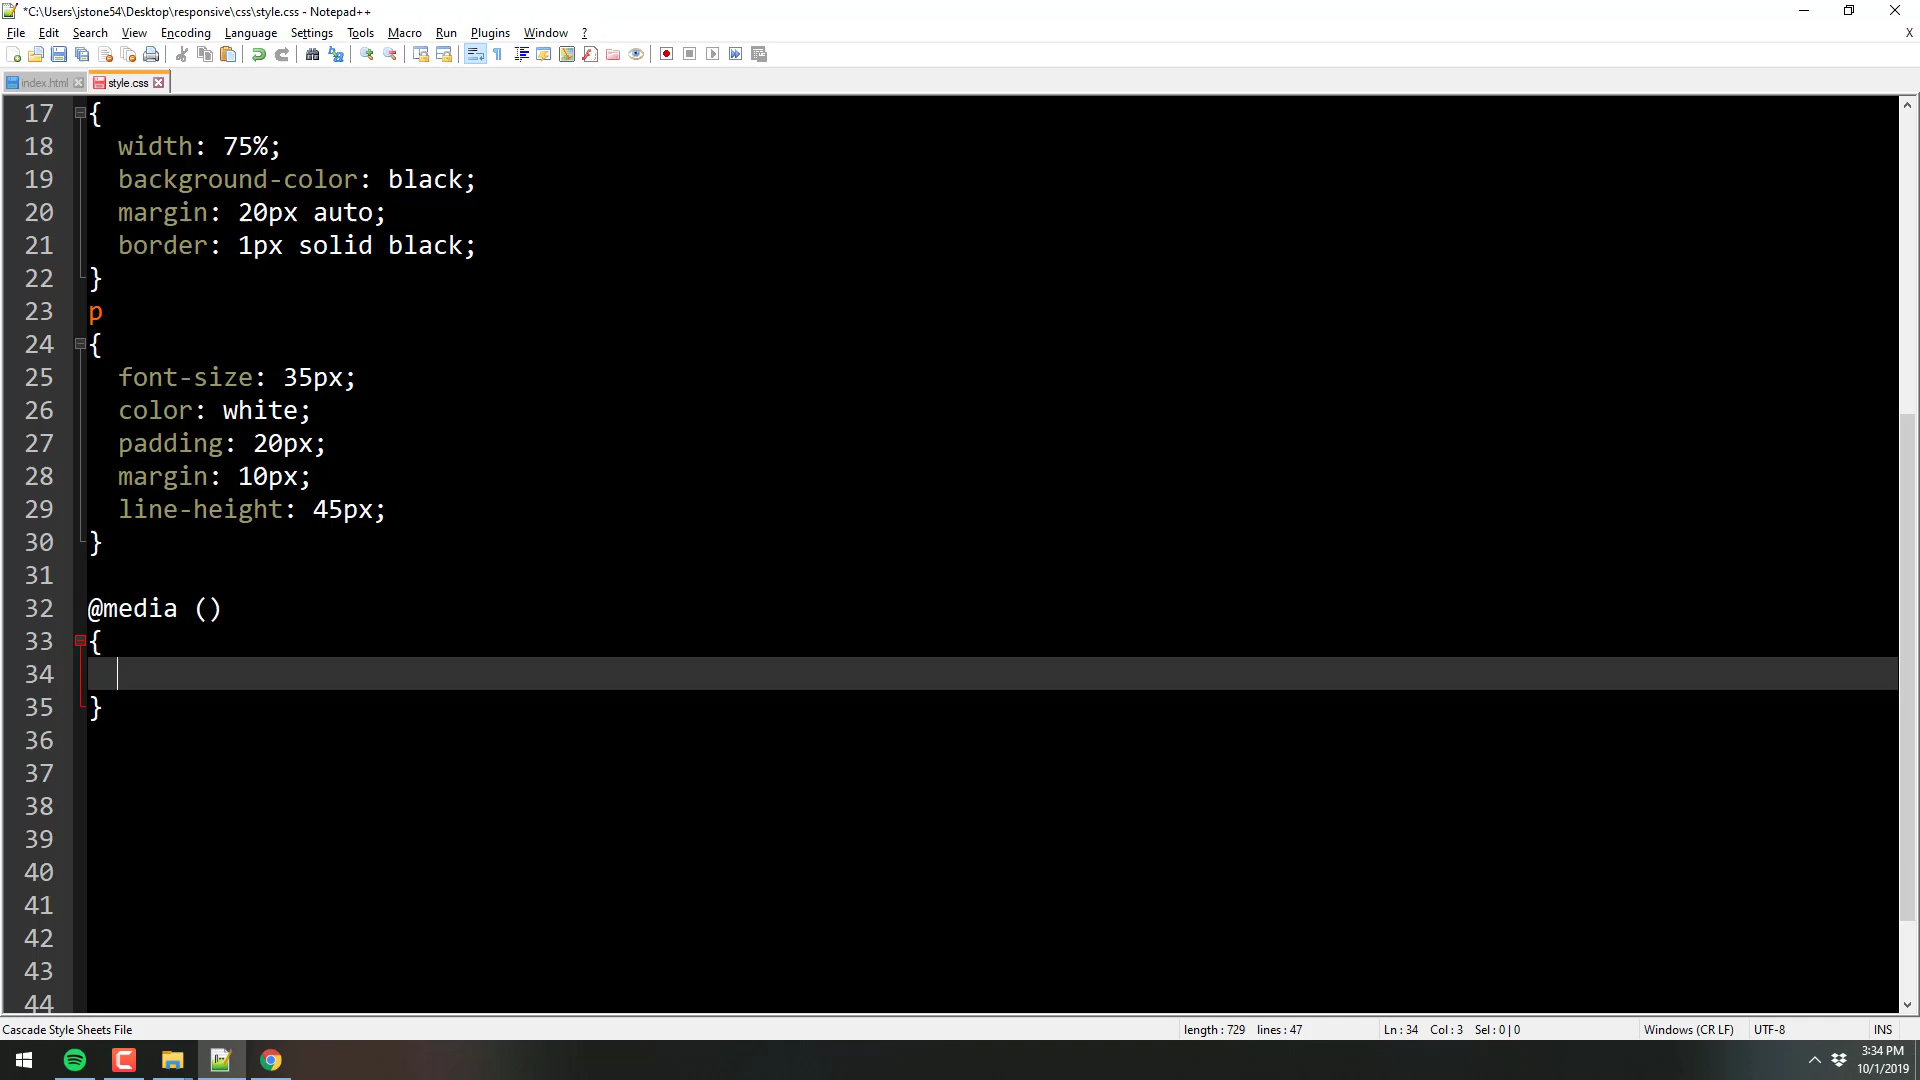 *C:\Users\jstone54\Desktop\responsive\css\style.css - Notepad++
File Edit Search View Encoding Language Settings Tools Macro Run Plugins Window ? X
index.html style.css
17 {
18 width: 75%;
19 background-color: black;
20 margin: 20px auto;
21 border: 1px solid black;
22 }
23 p
24 {
25 font-size: 35px;
26 color: white;
27 padding: 20px;
28 margin: 10px;
29 line-height: 45px;
30 }
31
32 @media ()
33 {
34
35 }
36
37
38
39
40
41
42
43
44
Cascade Style Sheets File length : 729 lines : 47 Ln : 34 Col : 3 Sel : 0 | 0 Windows (CR LF) UTF-8 INS
3:34 PM
10/1/2019